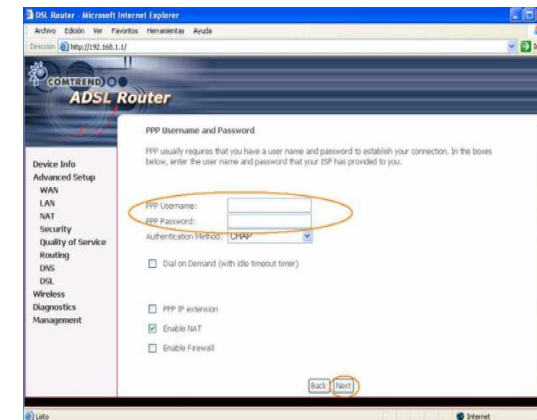 DSL Router - Microsoft Internet Explorer
Archivo Edición Ver Favoritos Herramientas Ayuda
Dirección http://192.168.1.1/
COMTREND
ADSL Router
PPP Username and Password
PPP usually requires that you have a user name and password to establish your connection. In the boxes
below, enter the user name and password that your ISP has provided to you.
Device Info
Advanced Setup
WAN
LAN
NAT
Security
Quality of Service
Routing
DNS
DSL
Wireless
Diagnostics
Management
PPP Username:
PPP Password:
Authentication Method: CHAP
Dial on Demand (with idle timeout timer)
PPP IP extension
Enable NAT
Enable Firewall
Back Next
Listo Internet